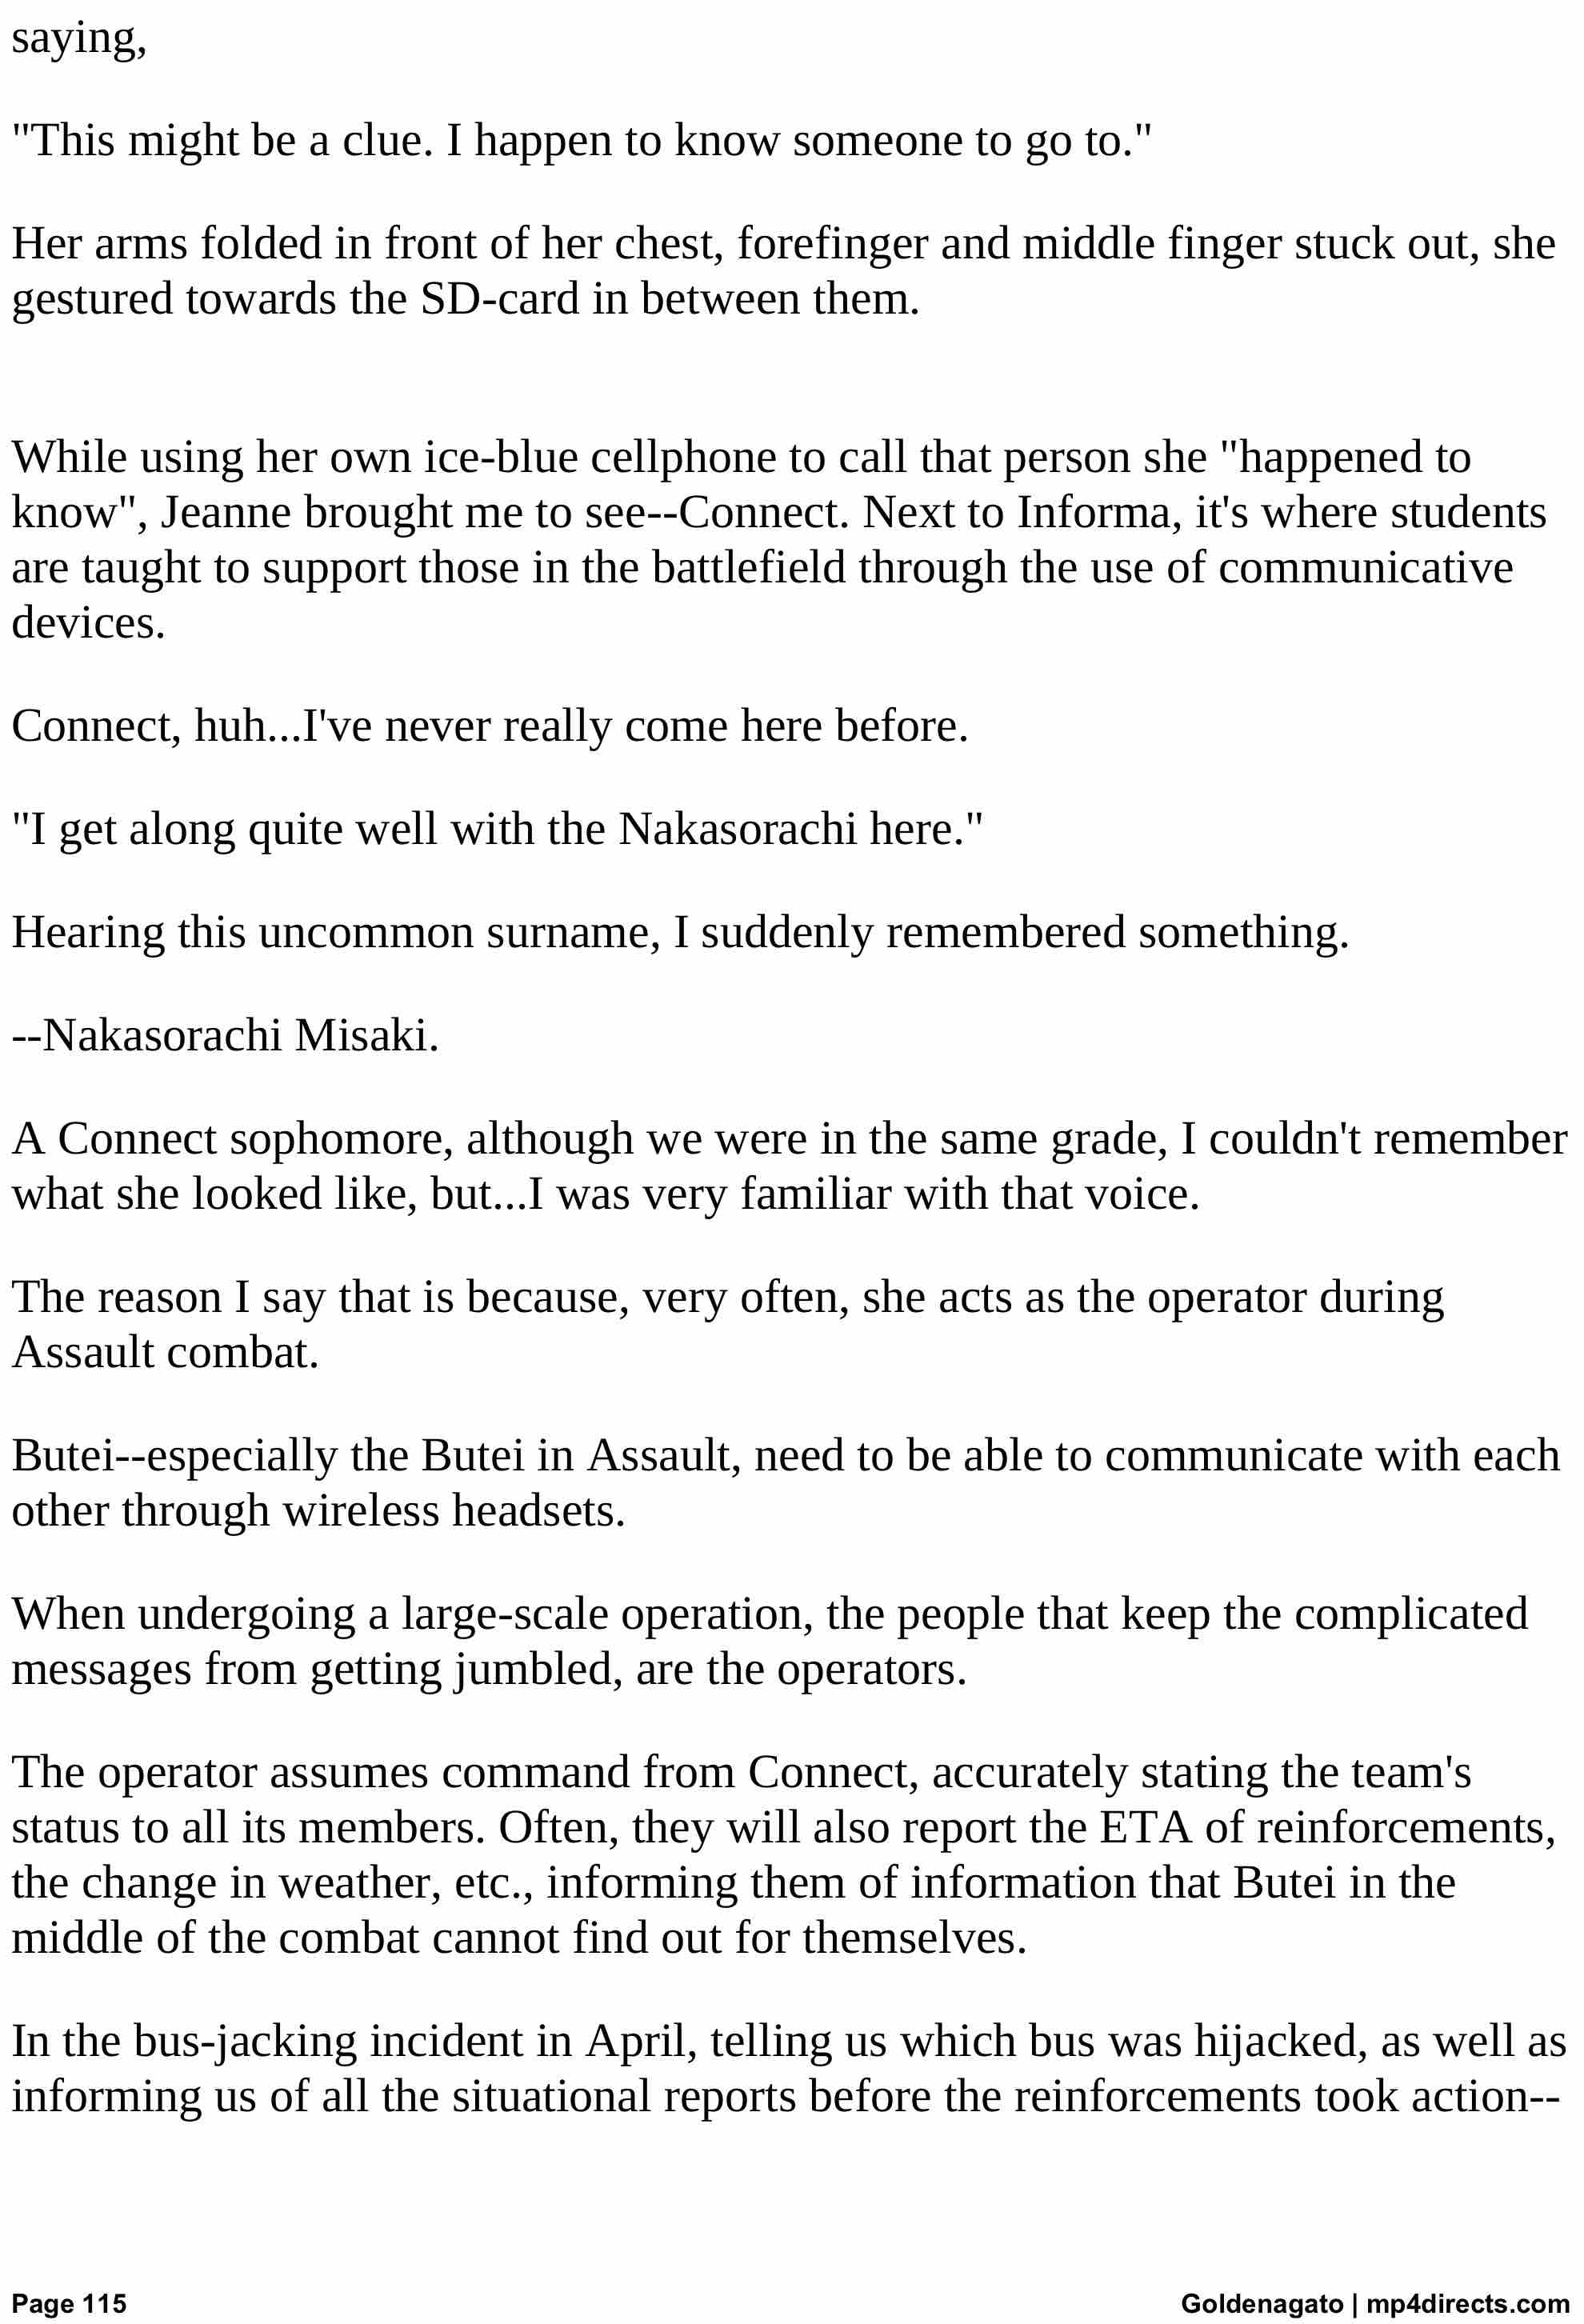 saying,
"This might be a clue. I happen to know someone to go to."
Her arms folded in front of her chest, forefinger and middle finger stuck out, she
gestured towards the SD-card in between them.
While using her own ice-blue cellphone to call that person she "happened to
know", Jeanne brought me to see--Connect. Next to Informa, it's where students
are taught to support those in the battlefield through the use of communicative
devices.
Connect, huh...I've never really come here before.
"I get along quite well with the Nakasorachi here."
Hearing this uncommon surname, I suddenly remembered something.
--Nakasorachi Misaki.
A Connect sophomore, although we were in the same grade, I couldn't remember
what she looked like, but...I was very familiar with that voice.
The reason I say that is because, very often, she acts as the operator during
Assault combat.
Butei--especially the Butei in Assault, need to be able to communicate with each
other through wireless headsets.
When undergoing a large-scale operation, the people that keep the complicated
messages from getting jumbled, are the operators.
The operator assumes command from Connect, accurately stating the team's
status to all its members. Often, they will also report the ETA of reinforcements,
the change in weather, etc., informing them of information that Butei in the
middle of the combat cannot find out for themselves.
In the bus-jacking incident in April, telling us which bus was hijacked, as well as
informing us of all the situational reports before the reinforcements took action--
Page 115
Goldenagato | mp4directs.com